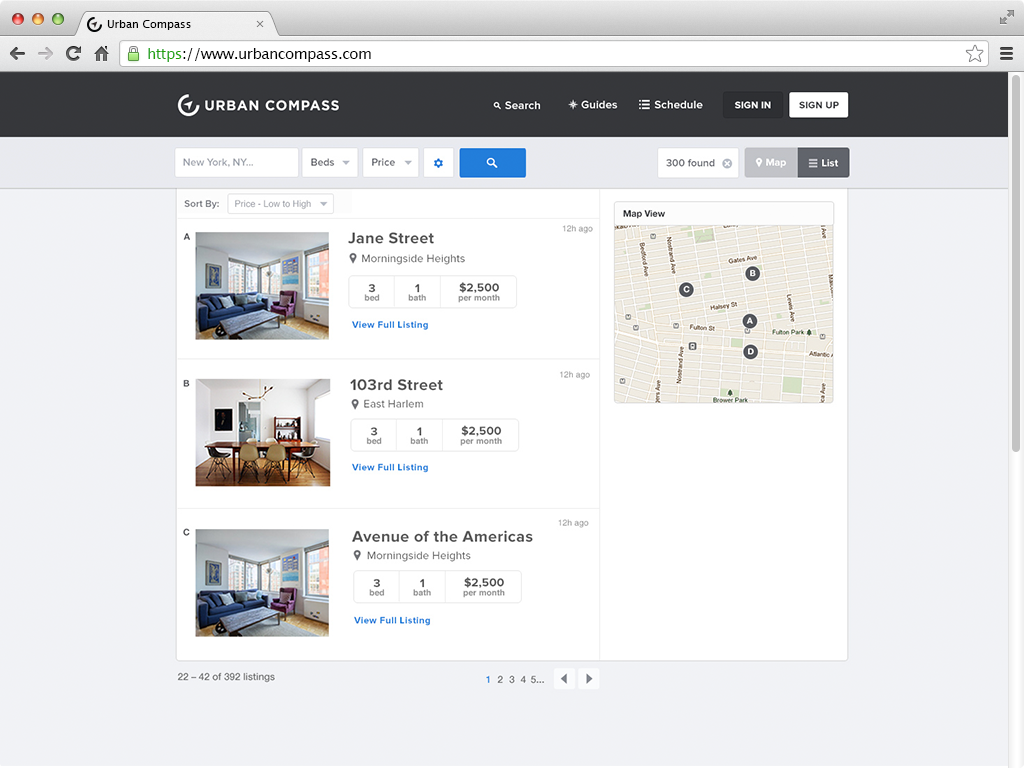 Urban Compass
https://www.urbancompass.com
URBAN COMPASS
Search
Guides
Schedule
SIGN IN
SIGN UP
New York, NY...
Beds
Price
300 found
Map
List
Sort By:
Price - Low to High
A
12h ago
Jane Street
Morningside Heights
3 bed
1 bath
$2,500 per month
View Full Listing
B
12h ago
103rd Street
East Harlem
3 bed
1 bath
$2,500 per month
View Full Listing
C
12h ago
Avenue of the Americas
Morningside Heights
3 bed
1 bath
$2,500 per month
View Full Listing
Map View
Bedford Ave
Nostrand Ave
Gates Ave
B
C
Halsey St
Lewis Ave
A
Fulton St
Fulton Park
D
Nostrand Ave
Atlantic
Brower Park
22 – 42 of 392 listings
1 2 3 4 5...